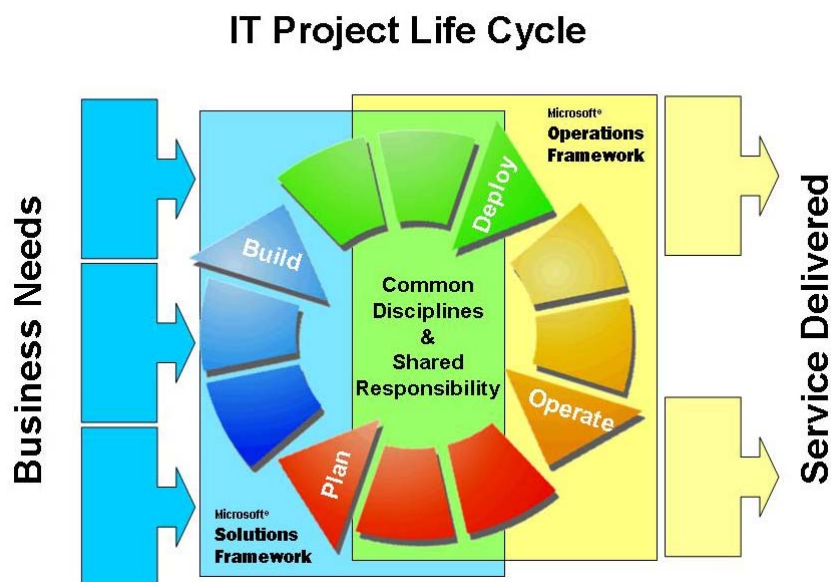 IT Project Life Cycle
Business Needs
Microsoft®
Operations
Framework
Build
Deploy
Common
Disciplines
&
Shared
Responsibility
Operate
Plan
Microsoft®
Solutions
Framework
Service Delivered